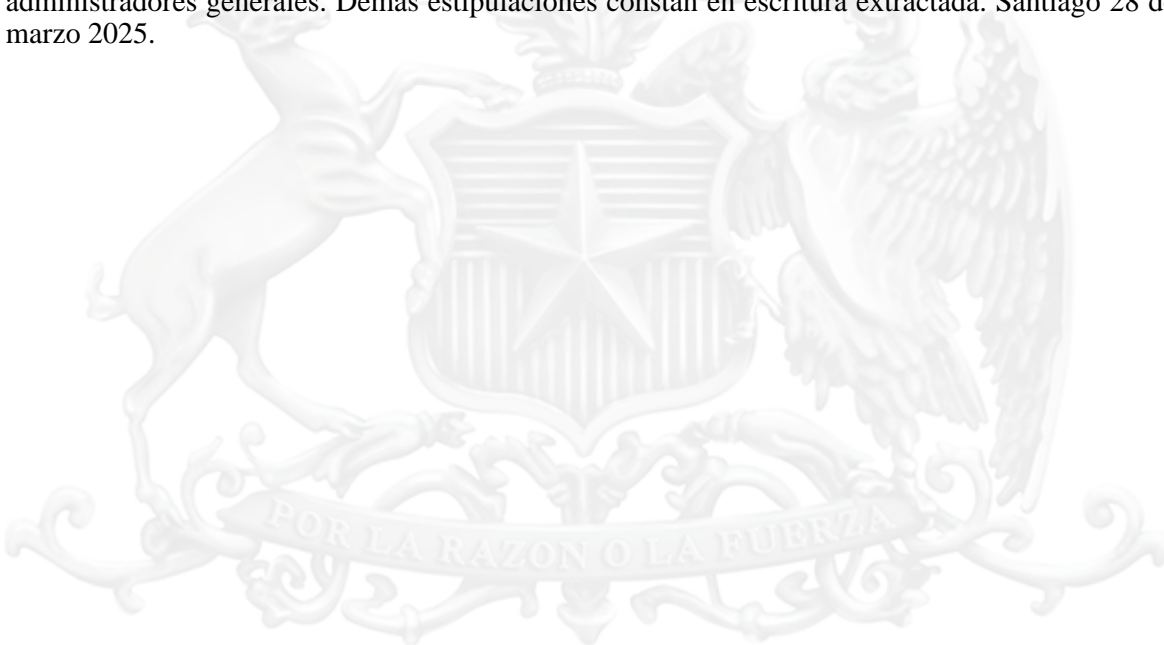 administradores generales. Demás estipulaciones constan en escritura extractada. Santiago 28 d
marzo 2025.
POR LA RAZON O LA FUERZA